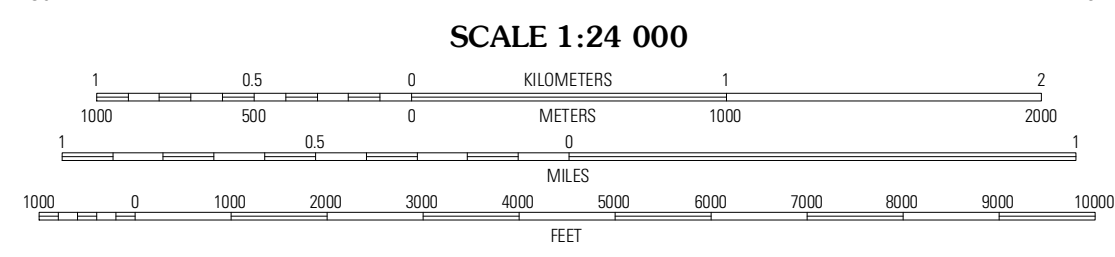 SCALE 1:24 000
1 0.5 0 KILOMETERS 1 2
1000 500 0 METERS 1000 2000
1 0.5 0 1
MILES
1000 0 1000 2000 3000 4000 5000 6000 7000 8000 9000 10000
FEET